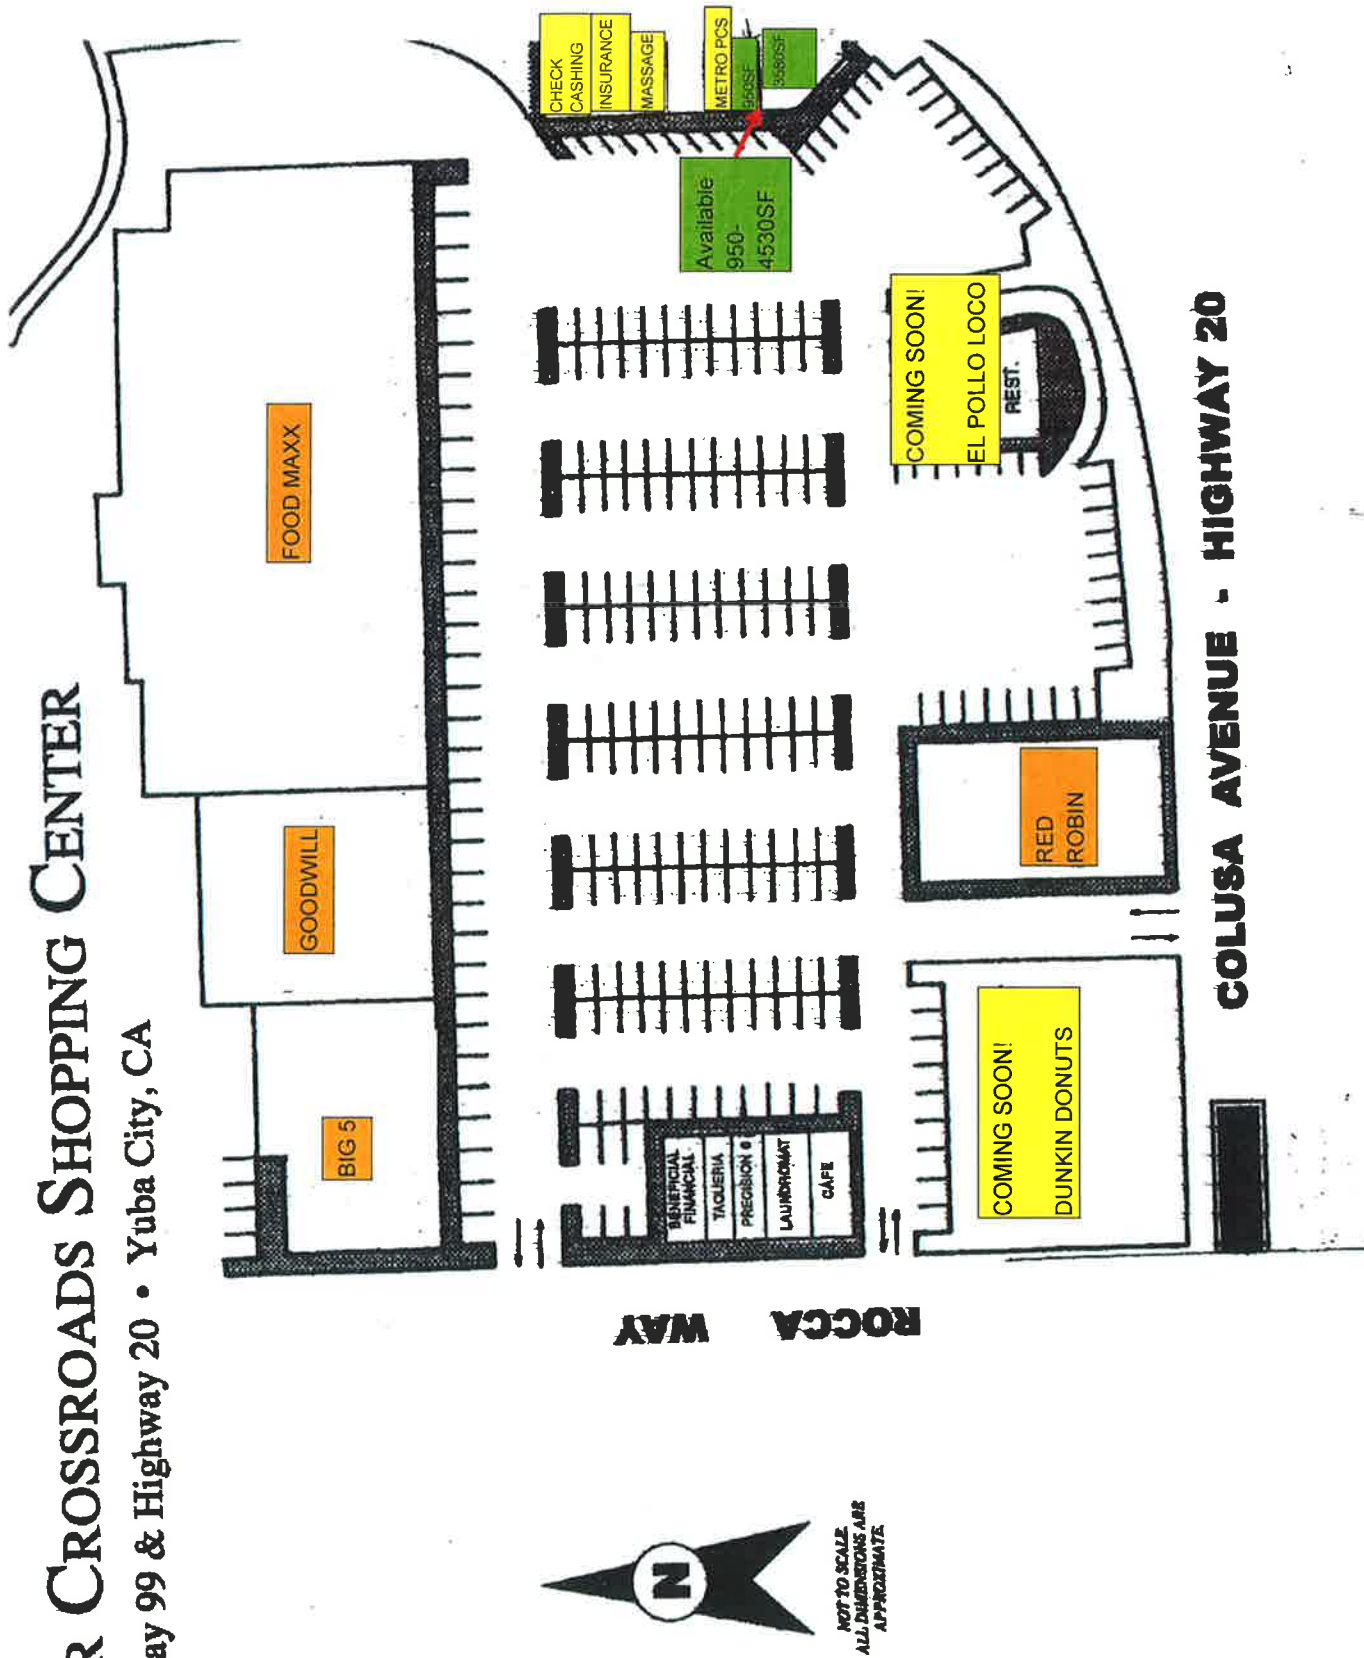 R CROSSROADS SHOPPING CENTER
ay 99 & Highway 20 • Yuba City, CA
BIG 5
GOODWILL
FOOD MAXX
CHECK
CASHING
INSURANCE
MASSAGE
METRO PCS
950SF
3580SF
Available
950-
4530SF
BENEFICIAL
FINANCIAL
TAQUERIA
PRECISION 6
LAUNDROMAT
CAFE
COMING SOON!
DUNKIN DONUTS
RED
ROBIN
COMING SOON!
EL POLLO LOCO
REST.
ROCCA WAY
COLUSA AVENUE - HIGHWAY 20
N
NOT TO SCALE.
ALL DIMENSIONS ARE
APPROXIMATE.